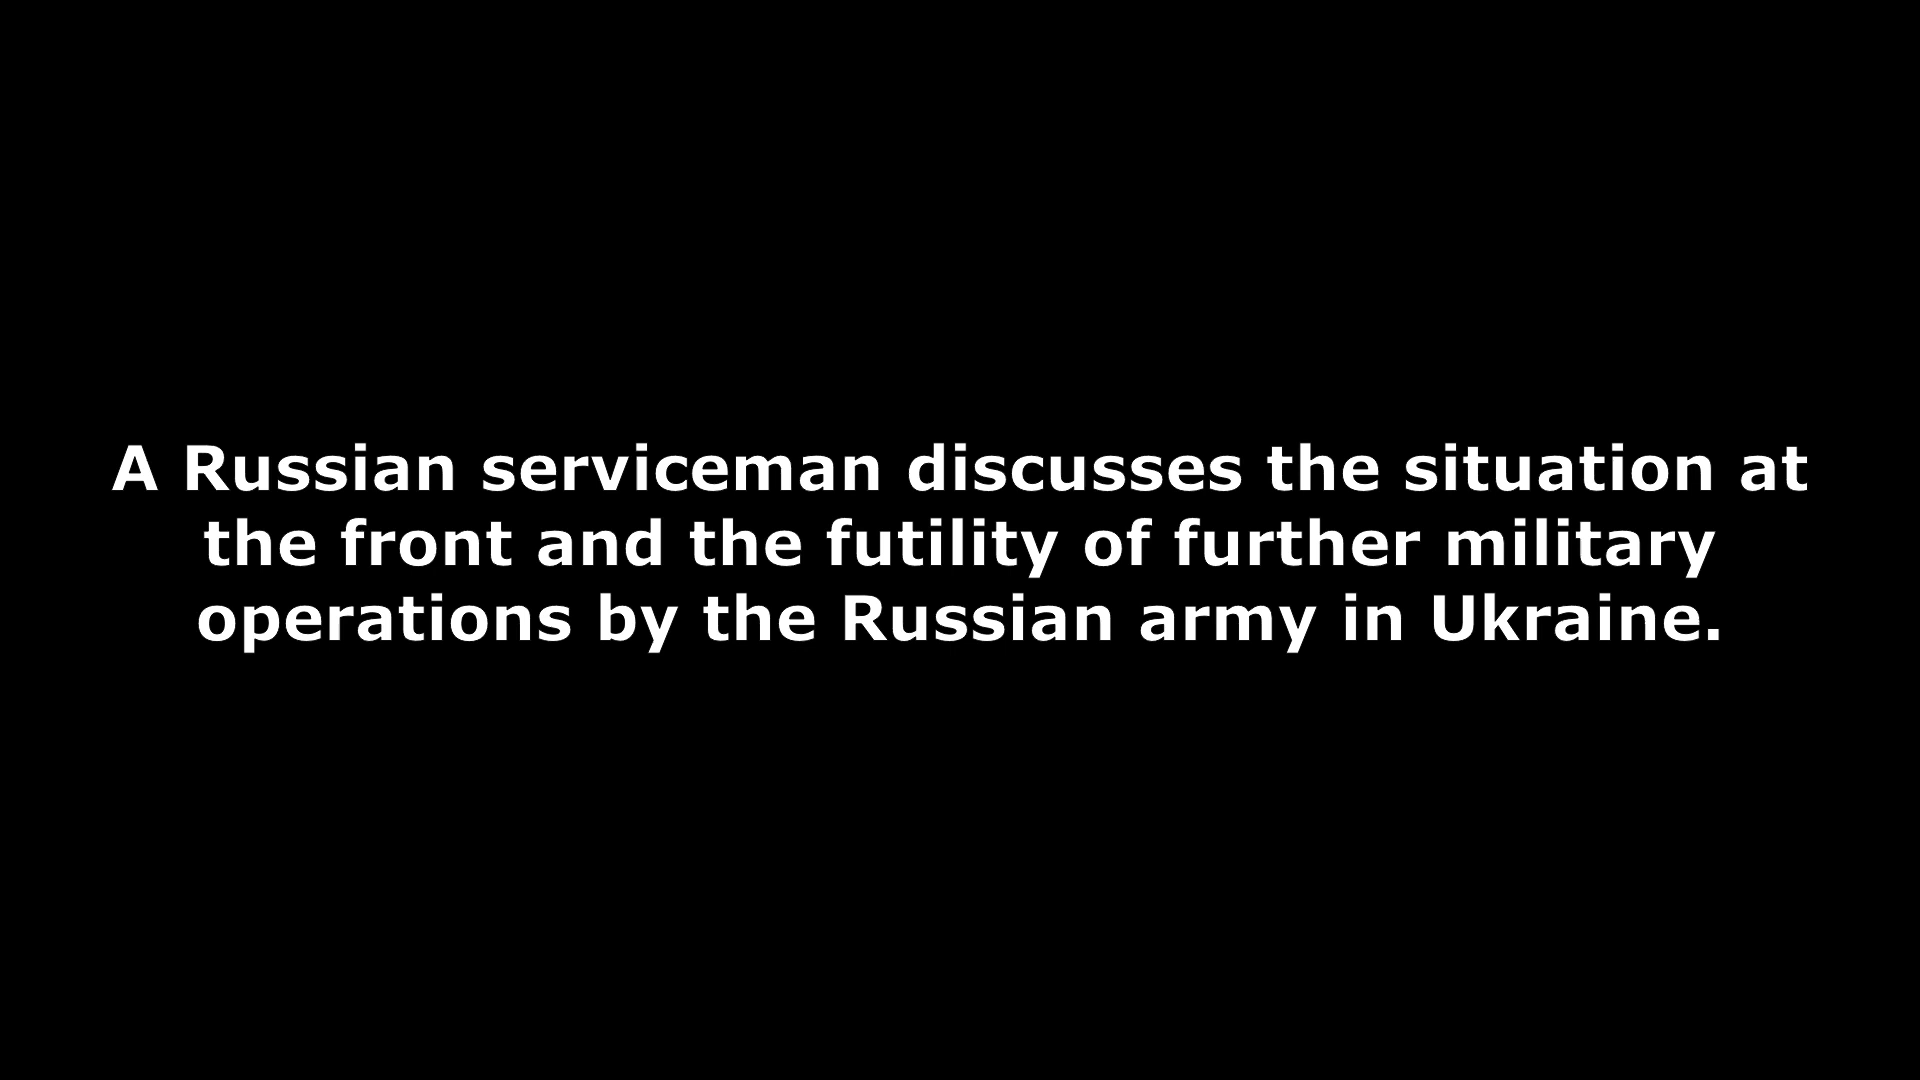 A Russian serviceman discusses the situation at
the front and the futility of further military
operations by the Russian army in Ukraine.